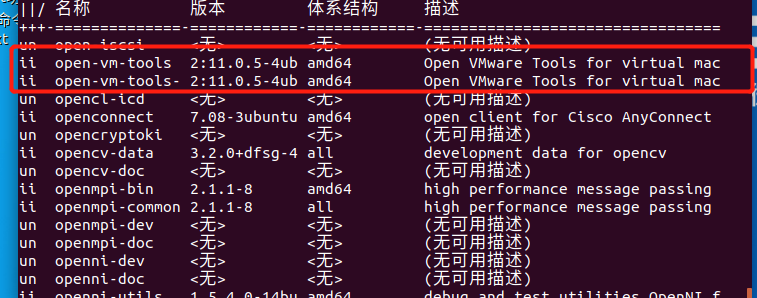 命令
tt
||/ 名称 版本 体系结构 描述
+++-==============-============-============-=================================
un open-iscsi <无> <无> (无可用描述)
ii open-vm-tools 2:11.0.5-4ub amd64 Open VMware Tools for virtual mac
ii open-vm-tools- 2:11.0.5-4ub amd64 Open VMware Tools for virtual mac
un opencl-icd <无> <无> (无可用描述)
ii openconnect 7.08-3ubuntu amd64 open client for Cisco AnyConnect
un opencryptoki <无> <无> (无可用描述)
ii opencv-data 3.2.0+dfsg-4 all development data for opencv
un opencv-doc <无> <无> (无可用描述)
ii openmpi-bin 2.1.1-8 amd64 high performance message passing
ii openmpi-common 2.1.1-8 all high performance message passing
un openmpi-dev <无> <无> (无可用描述)
un openmpi-doc <无> <无> (无可用描述)
un openni-dev <无> <无> (无可用描述)
un openni-doc <无> <无> (无可用描述)
ii openni-utils 1.5.4.0-14bu amd64 debug and test utilities OpenNI f